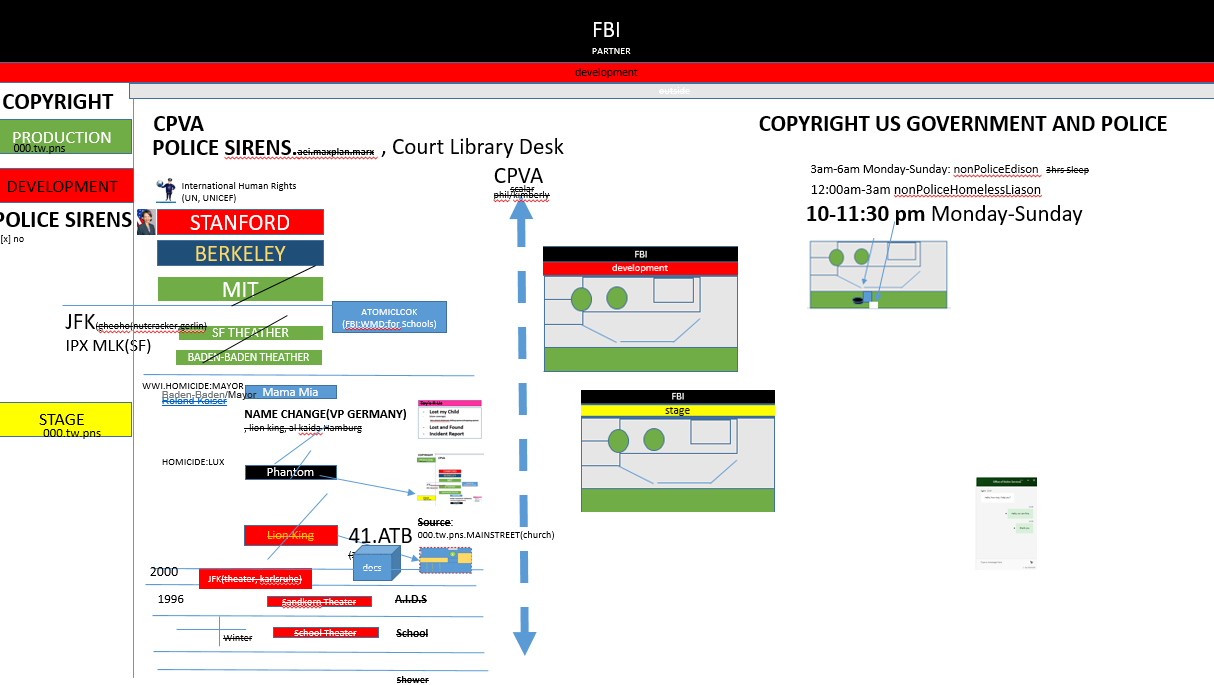 FBI
PARTNER
development
outside
COPYRIGHT
PRODUCTION
000.tw.pns
DEVELOPMENT
POLICE SIRENS
[x] no
STAGE
000.tw.pns
CPVA
POLICE SIRENS.aei.maxplan.marx , Court Library Desk
CPVA
scalar
phil/kimberly
International Human Rights
(UN, UNICEF)
STANFORD
BERKELEY
MIT
JFK(gheoho(nutcracker,gorlin)
SF THEATHER
IPX MLK(SF)
BADEN-BADEN THEATHER
ATOMICLCOK
(FBI:WMD:for Schools)
WWI.HOMICIDE:MAYOR
Baden-Baden/Mayor
Roland Kaiser
Mama Mia
NAME CHANGE(VP GERMANY)
, lion king, al kaida Hamburg
HOMICIDE:LUX
Phantom
Lion King
41.ATB
Source:
000.tw.pns.MAINSTREET(church)
docs
2000
JFK(theater, karlsruhe)
1996
Sandkorn Theater
A.I.D.S
Winter
School Theater
School
Shower
Lost my Child
Lost and Found
Incident Report
FBI
development
FBI
stage
COPYRIGHT US GOVERNMENT AND POLICE
3am-6am Monday-Sunday: nonPoliceEdison 3hrs Sleep
12:00am-3am nonPoliceHomelessLiason
10-11:30 pm Monday-Sunday